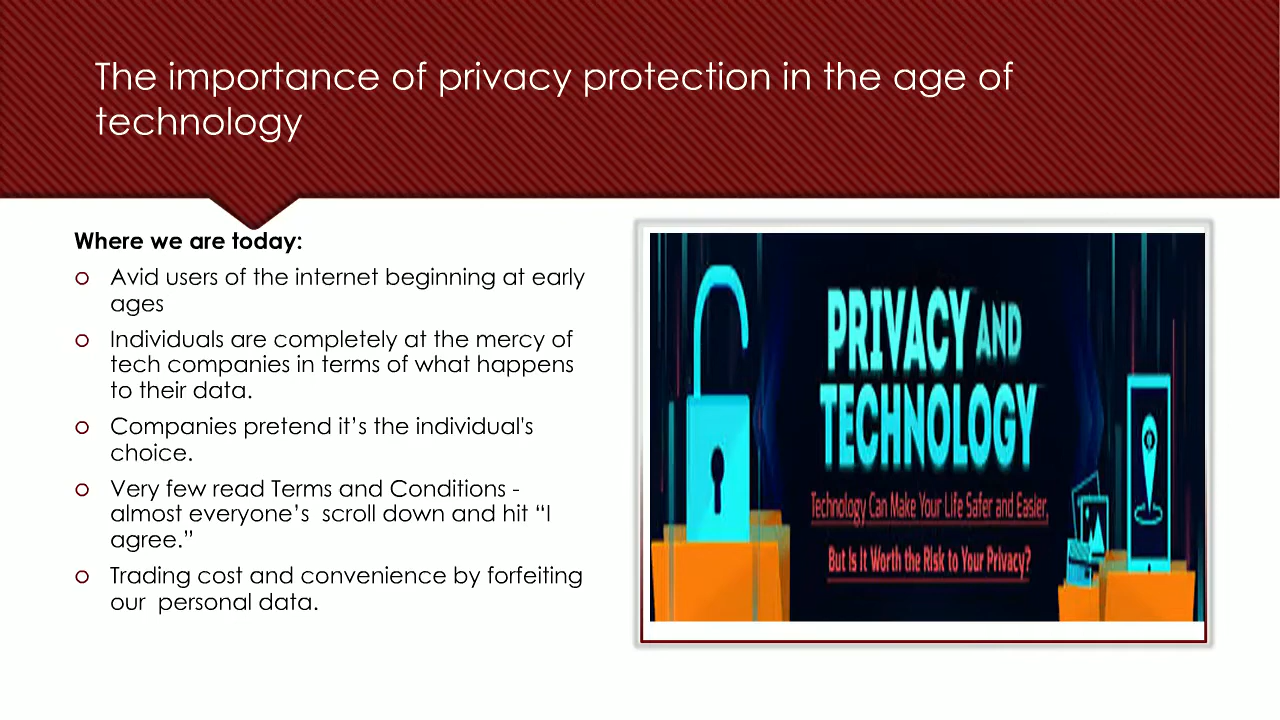 The importance of privacy protection in the age of
technology
Where we are today:
o Avid users of the internet beginning at early
ages
o Individuals are completely at the mercy of
tech companies in terms of what happens
to their data.
o Companies pretend it’s the individual's
choice.
o Very few read Terms and Conditions -
almost everyone’s  scroll down and hit “I
agree.”
o Trading cost and convenience by forfeiting
our  personal data.
PRIVACY AND
TECHNOLOGY
Technology Can Make Your Life Safer and Easier,
But Is It Worth the Risk to Your Privacy?